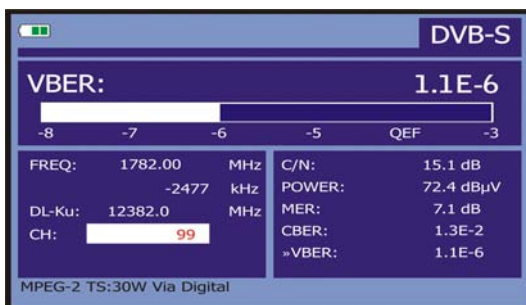 DVB-S
VBER: 1.1E-6
-8 -7 -6 -5 QEF -3
FREQ: 1782.00 MHz
-2477 kHz
DL-Ku: 12382.0 MHz
CH: 99
C/N: 15.1 dB
POWER: 72.4 dBµV
MER: 7.1 dB
CBER: 1.3E-2
»VBER: 1.1E-6
MPEG-2 TS:30W Via Digital